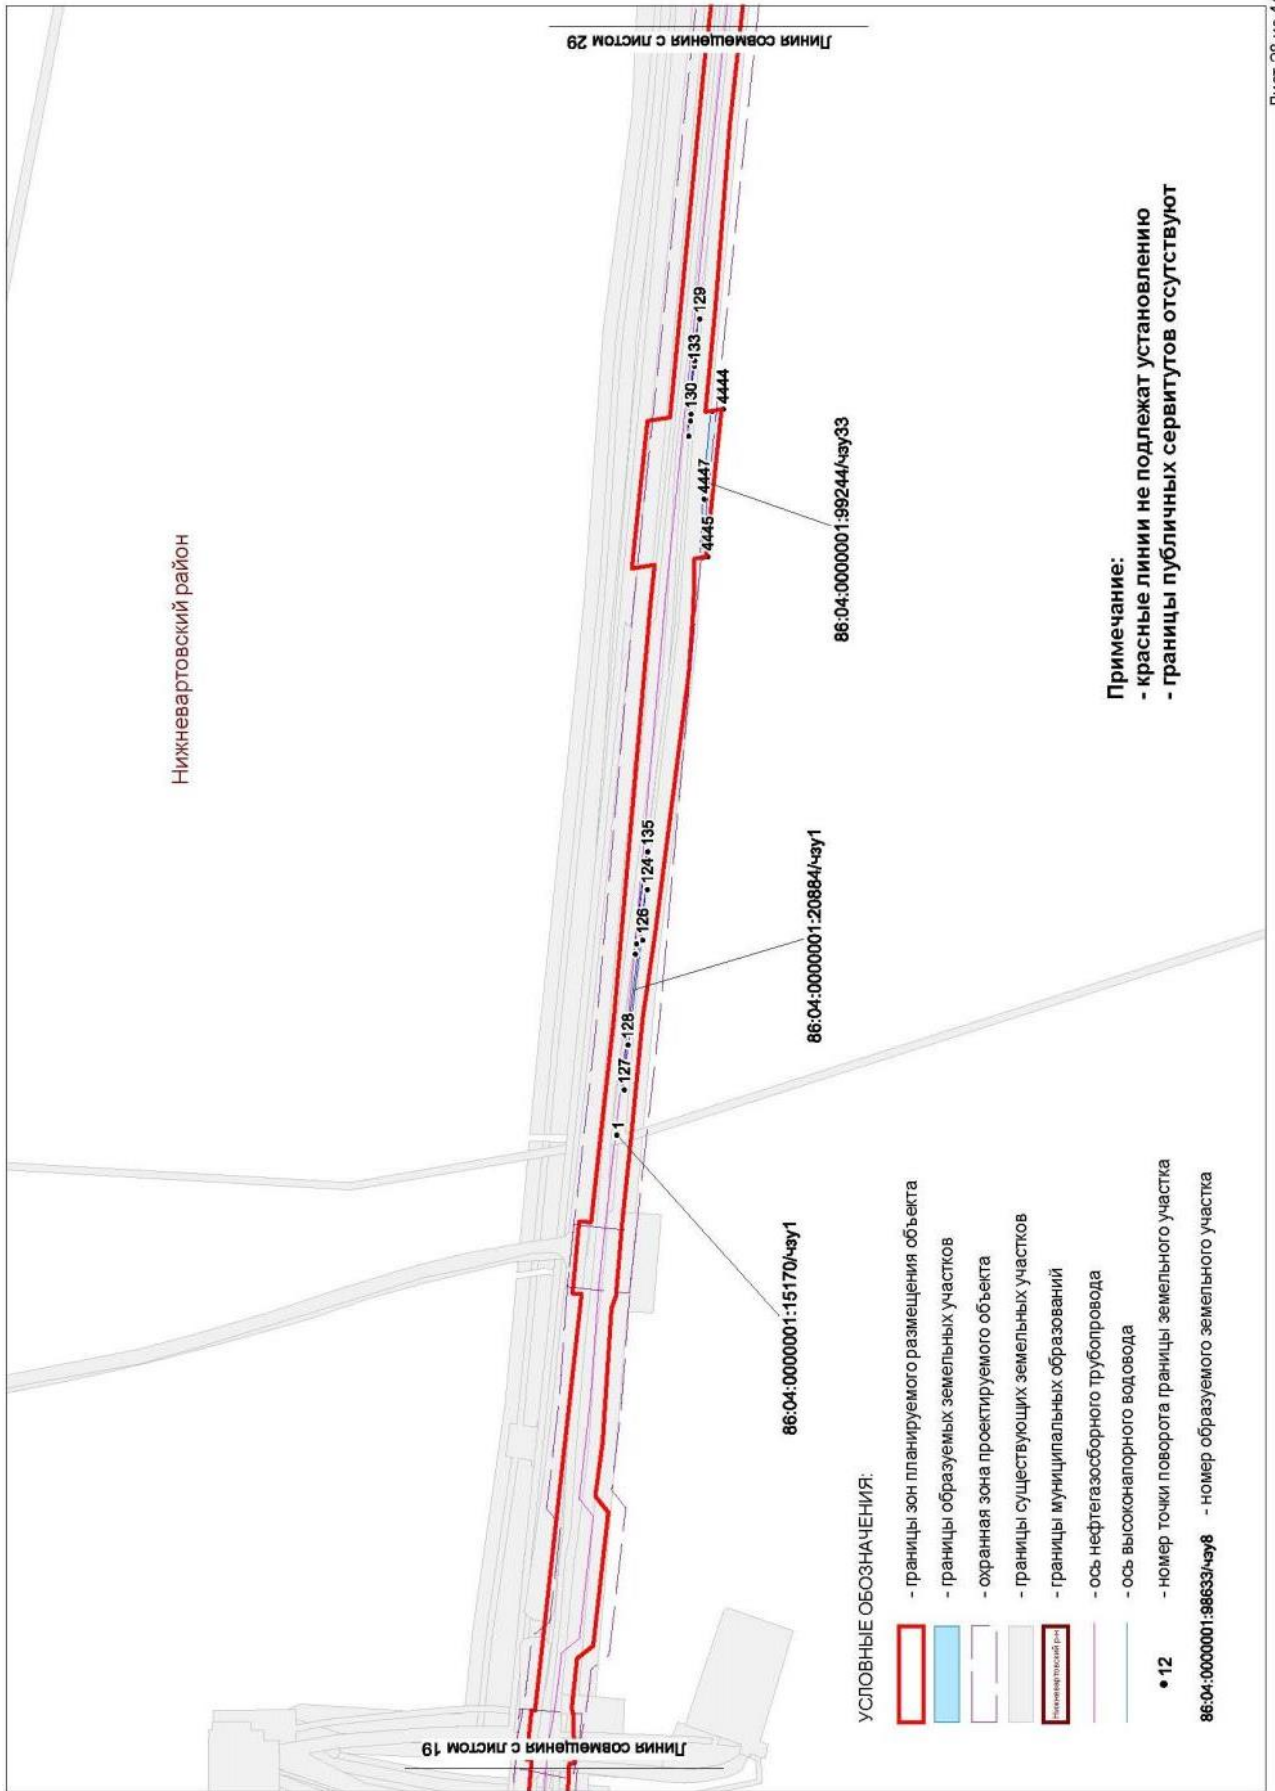 Нижневартовский район
Линия совмещения с листом 29
Линия совмещения с листом 19
1
127
128
126
124
135
4445
4447
4444
130
133
129
86:04:0000001:15170/чзу1
86:04:0000001:20884/чзу1
86:04:0000001:99244/чзу33
Примечание:
- красные линии не подлежат установлению
- границы публичных сервитутов отсутствуют
УСЛОВНЫЕ ОБОЗНАЧЕНИЯ:
- границы зон планируемого размещения объекта
- границы образуемых земельных участков
- охранная зона проектируемого объекта
- границы существующих земельных участков
Нижневартовский р-н - границы муниципальных образований
- ось нефтегазосборного трубопровода
- ось высоконапорного водовода
12 - номер точки поворота границы земельного участка
86:04:0000001:98633/чзу8 - номер образуемого земельного участка